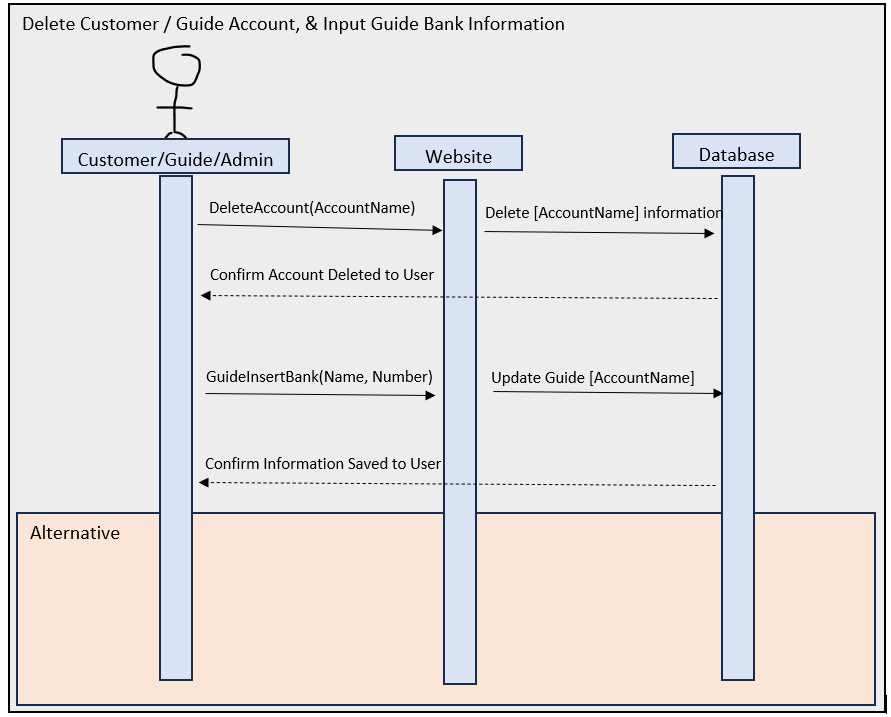 Delete Customer / Guide Account, & Input Guide Bank Information
Customer/Guide/Admin
Website
Database
DeleteAccount(AccountName)
Delete [AccountName] information
Confirm Account Deleted to User
GuideInsertBank(Name, Number)
Update Guide [AccountName]
Confirm Information Saved to User
Alternative